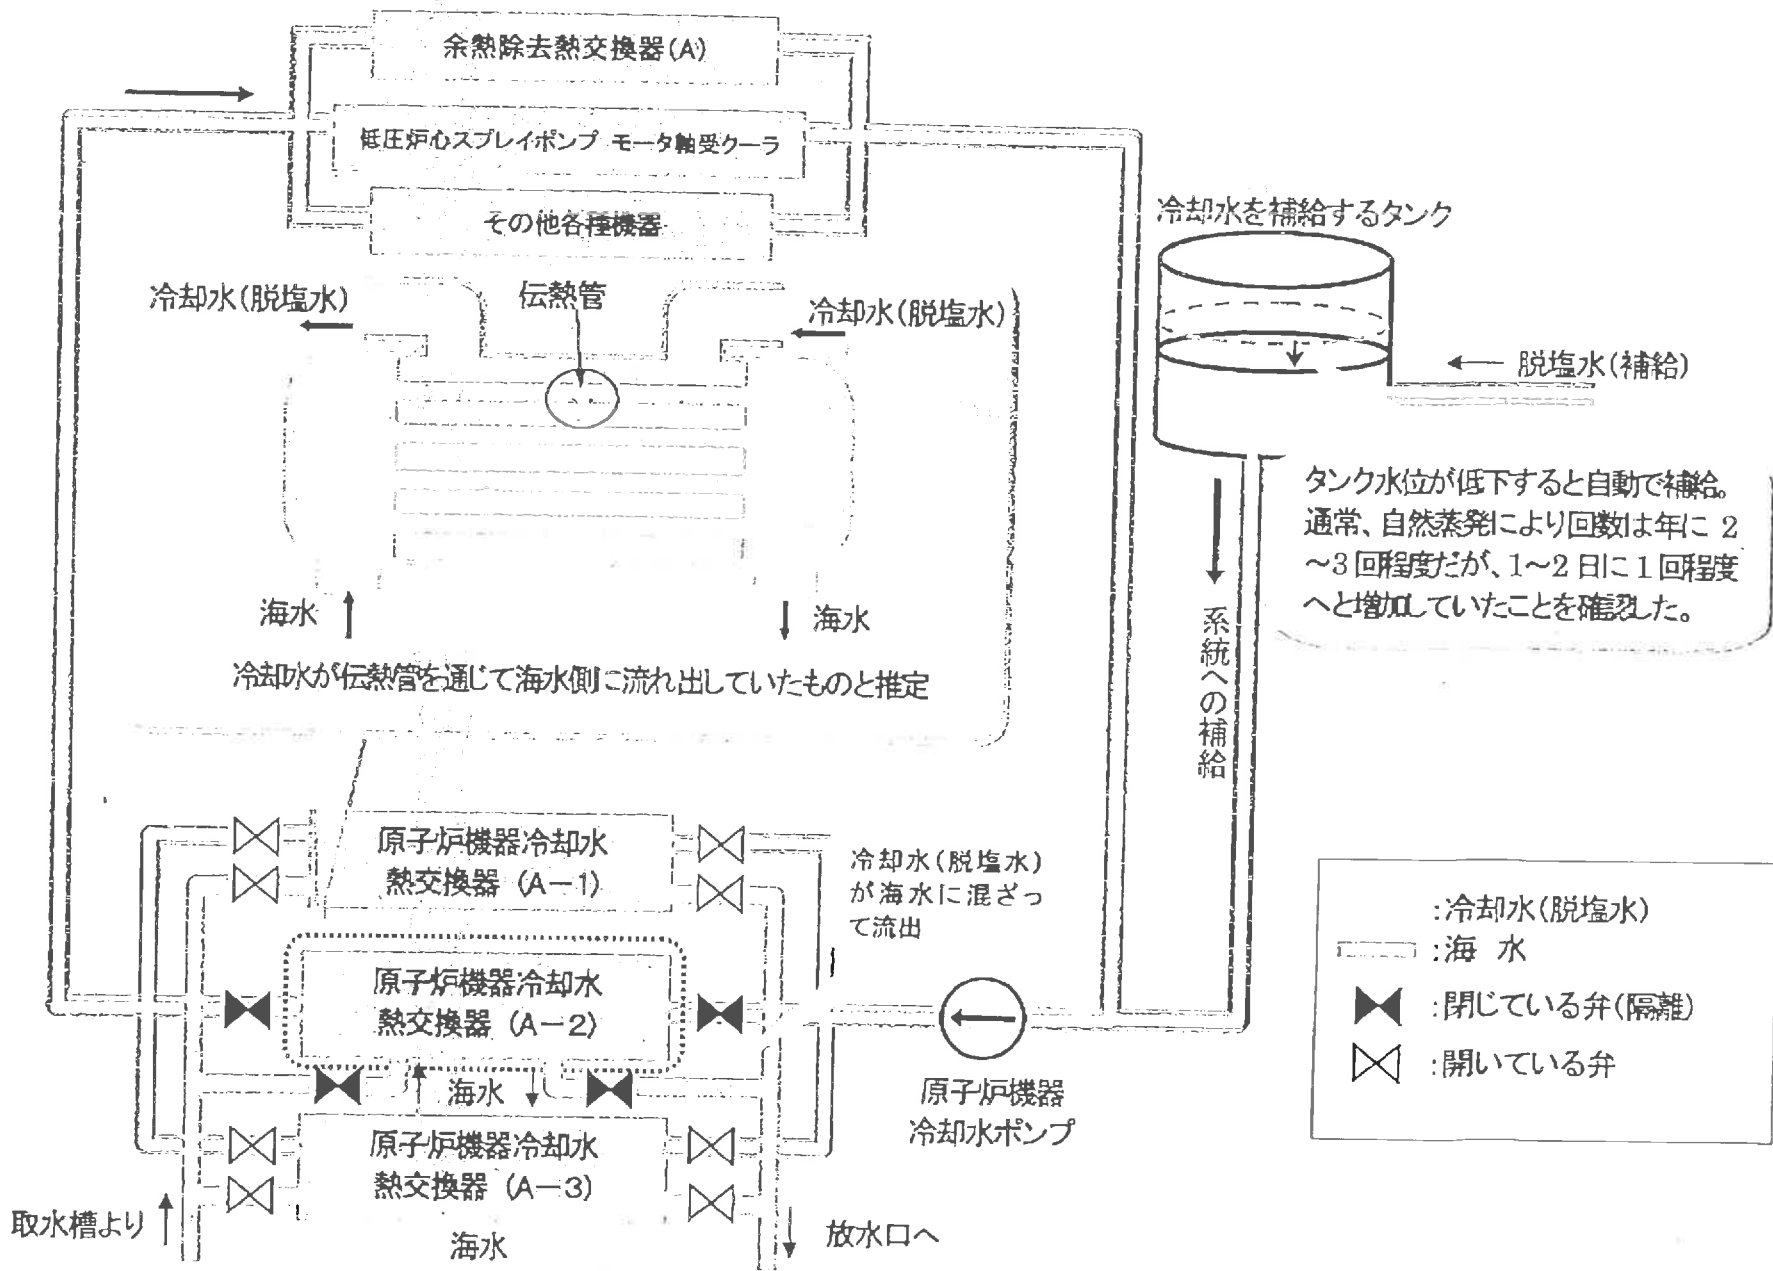 余熱除去熱交換器(A)
低圧炉心スプレイポンプ モータ軸受クーラ
その他各種機器
冷却水を補給するタンク
冷却水(脱塩水)
伝熱管
冷却水(脱塩水)
脱塩水(補給)
タンク水位が低下すると自動で補給。
通常、自然蒸発により回数は年に 2
～3 回程度だが、1～2 日に 1 回程度
へと増加していたことを確認した。
海水
海水
系統への補給
冷却水が伝熱管を通じて海水側に流れ出していたものと推定
原子炉機器冷却水
熱交換器 (A－1)
冷却水(脱塩水)
が海水に混ざっ
て流出
:冷却水(脱塩水)
:海 水
:閉じている弁(隔離)
:開いている弁
原子炉機器冷却水
熱交換器 (A－2)
海水
原子炉機器
冷却水ポンプ
原子炉機器冷却水
熱交換器 (A－3)
取水槽より
海水
放水口へ